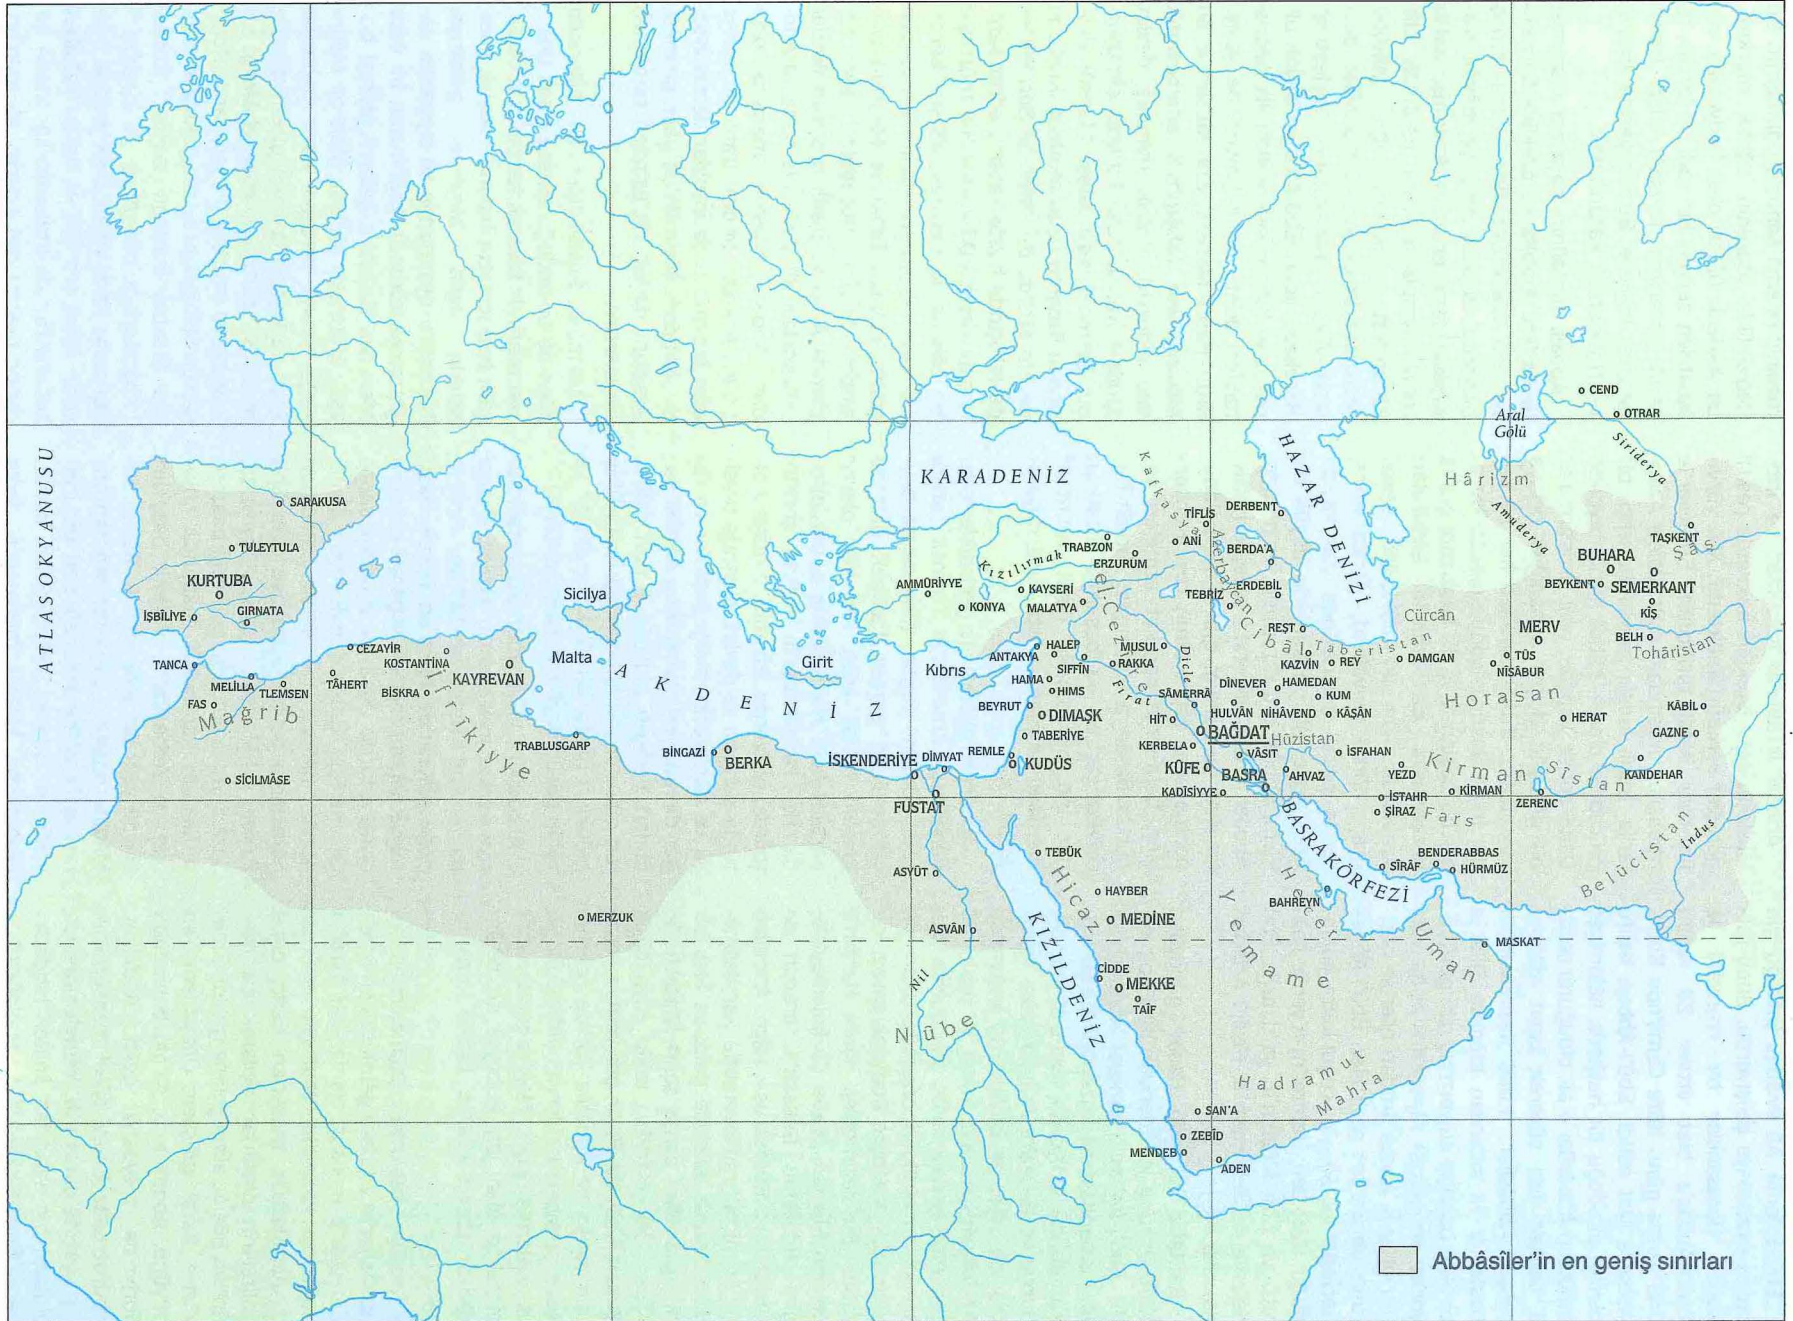 ATLAS OKYANUSU
KARADENİZ
HAZAR DENİZİ
Aral
Gölü
CEND
OTRAR
Siriderya
Hârizm
Amuderya
Kafkasya
TİFLİS
DERBENT
ANİ
Azerbaycan
BERDA'A
TAŞKENT
Şaş
BUHARA
BEYKENT
SEMERKANT
KİŞ
SARAKUSA
TULEYTULA
KURTUBA
İŞBÎLİYE
GIRNATA
Kızılırmak
TRABZON
ERZURUM
AMMÛRİYYE
KAYSERİ
KONYA
MALATYA
el-Cezîre
TEBRİZ
ERDEBİL
Cibâl
REŞT
Taberistan
Cürcân
MERV
BELH
Tohâristan
Sicilya
Malta
AKDENİZ
Girit
Kıbrıs
TANCA
CEZAYİR
KOSTANTİNA
KAYREVAN
MELİLLA
TLEMSEN
TÂHERT
BİSKRA
FAS
Mağrib
İfrîkıyye
SİCİLMÂSE
TRABLUSGARP
BİNGAZİ
BERKA
İSKENDERİYE
DİMYAT
REMLE
KUDÜS
FUSTAT
HALEP
ANTAKYA
SIFFÎN
RAKKA
MUSUL
Dicle
HAMA
HIMS
Fırat
BEYRUT
DIMAŞK
TABERİYE
SÂMERRÂ
HİT
KERBELA
KÛFE
KADİSİYYE
KAZVİN
REY
DAMGAN
TÛS
NÎSÂBUR
DÎNEVER
HAMEDAN
KUM
HULVÂN
NİHÂVEND
KÂŞÂN
BAĞDAT
Hûzistan
VÂSIT
İSFAHAN
BASRA
AHVAZ
YEZD
Horasan
HERAT
KÂBİL
GAZNE
KANDEHAR
Kirman
Sîstan
KİRMAN
ZERENC
İSTAHR
ŞİRAZ
Fars
BASRA KÖRFEZİ
SÎRÂF
BENDERABBAS
HÜRMÜZ
Belûcistan
İndus
ASYÛT
ASVÂN
MERZUK
TEBÜK
Hicaz
HAYBER
MEDİNE
Hecer
BAHREYN
Yemame
Uman
MASKAT
KIZILDENİZ
CİDDE
MEKKE
TAİF
Nil
Nûbe
Hadramut
Mahra
SAN'A
ZEBÎD
MENDEB
ADEN
Abbâsîler'in en geniş sınırları